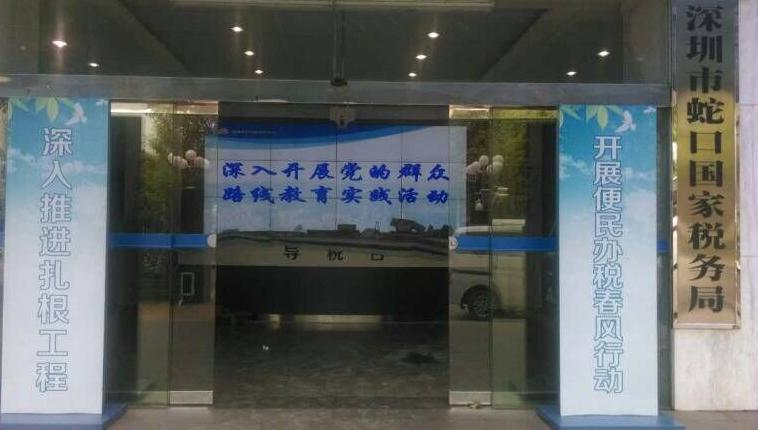 深圳市蛇口国家税务局
深入推进扎根工程
深入开展党的群众
路线教育实践活动
导税台
开展便民办税春风行动